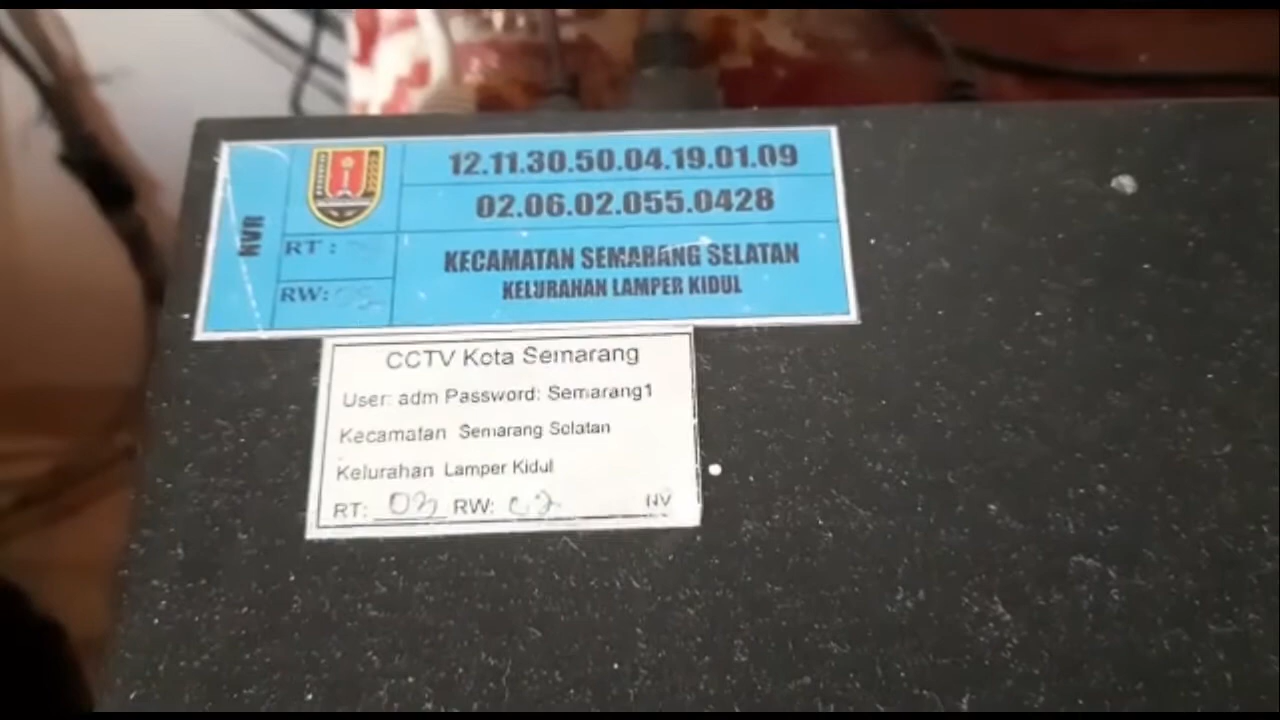 12.11.30.50.04.19.01.09
02.06.02.055.0428
NVR
RT :
RW:
KECAMATAN SEMARANG SELATAN
KELURAHAN LAMPER KIDUL
CCTV Kota Semarang
User: adm Password: Semarang1
Kecamatan Semarang Selatan
Kelurahan Lamper Kidul
RT: 03 RW: NV